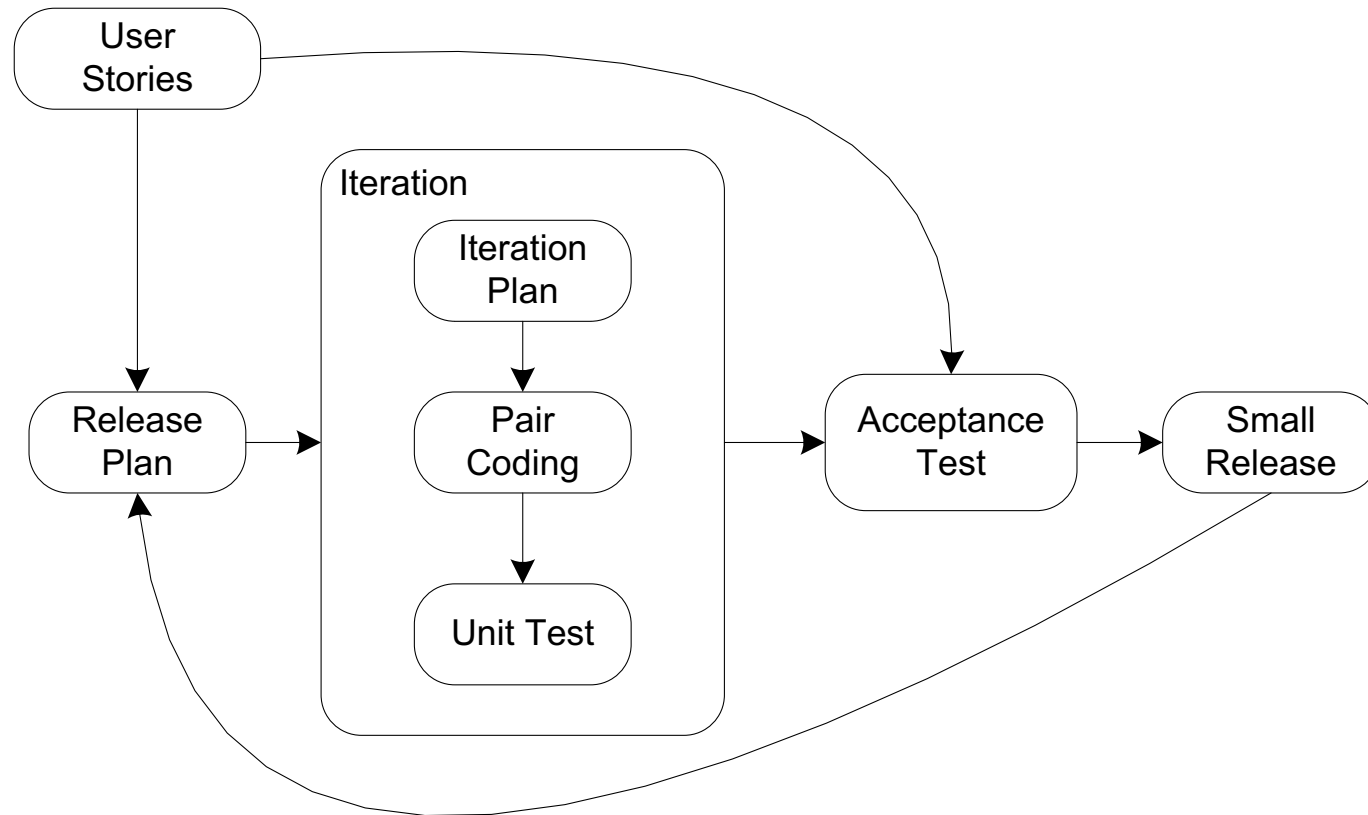 User
Stories
Iteration
Iteration
Plan
Release
Plan
Pair
Coding
Unit Test
Acceptance
Test
Small
Release